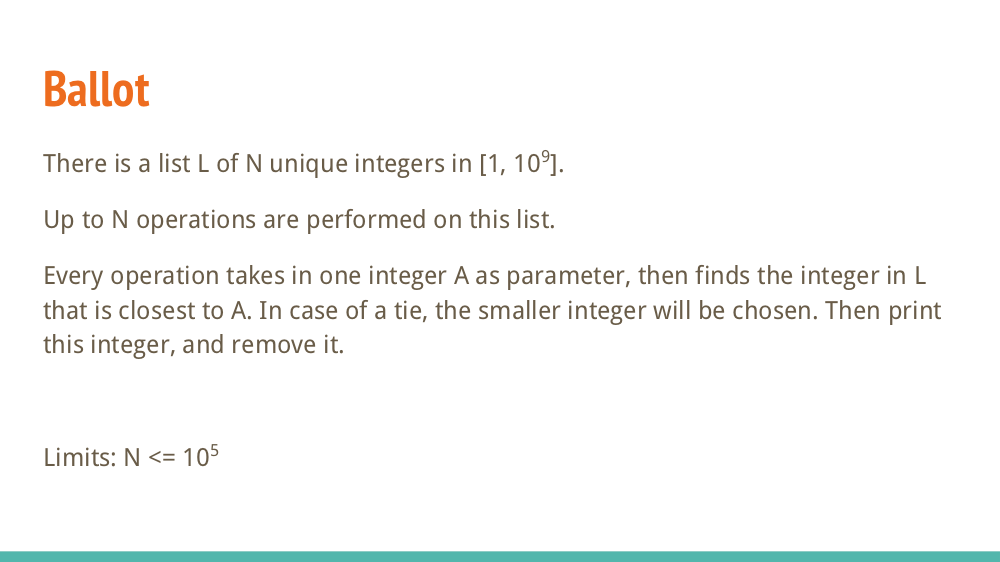 Ballot
There is a list L of N unique integers in [1, 10⁹].
Up to N operations are performed on this list.
Every operation takes in one integer A as parameter, then finds the integer in L
that is closest to A. In case of a tie, the smaller integer will be chosen. Then print
this integer, and remove it.
Limits: N <= 10⁵